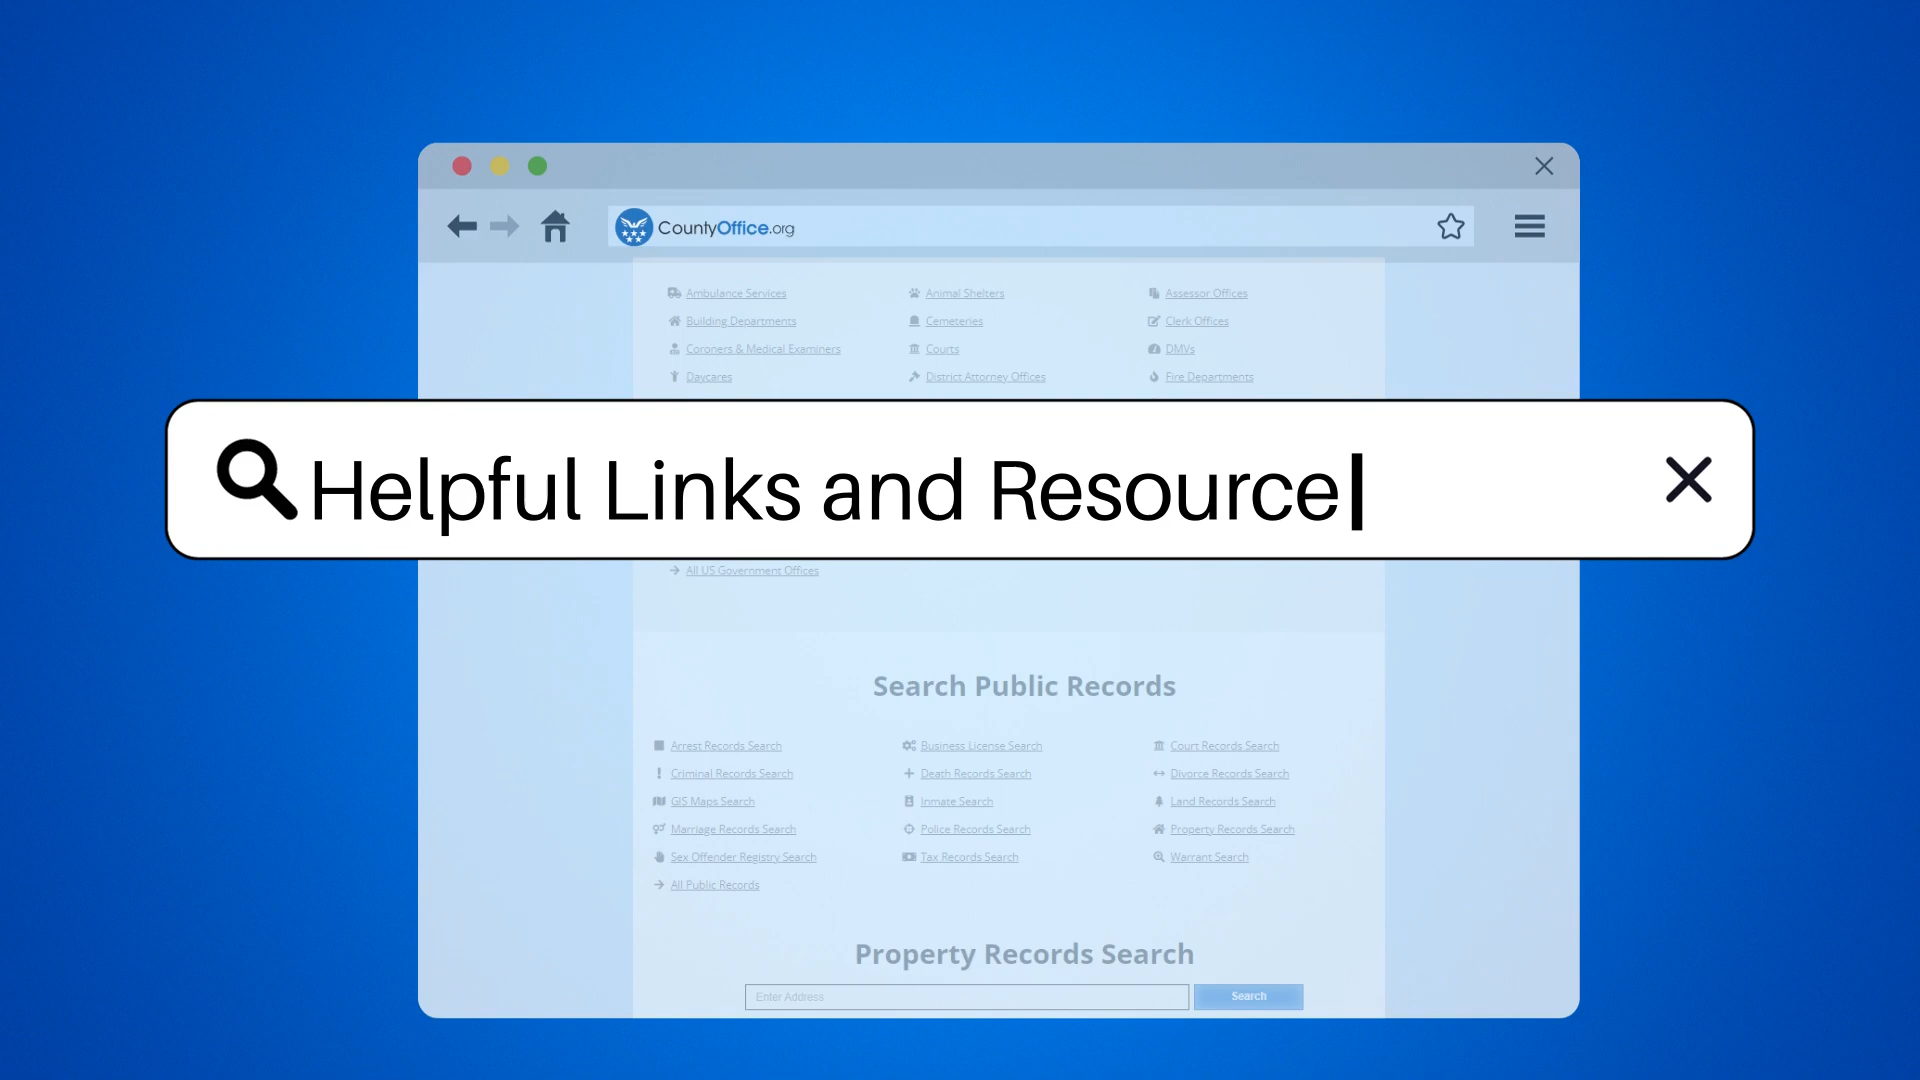 CountyOffice.org
Ambulance Services Animal Shelters Assessor Offices
Building Departments Cemeteries Clerk Offices
Coroners & Medical Examiners Courts DMVs
Daycares District Attorney Offices Fire Departments
Helpful Links and Resource
All US Government Offices
Search Public Records
Arrest Records Search Business License Search Court Records Search
Criminal Records Search Death Records Search Divorce Records Search
GIS Maps Search Inmate Search Land Records Search
Marriage Records Search Police Records Search Property Records Search
Sex Offender Registry Search Tax Records Search Warrant Search
All Public Records
Property Records Search
Enter Address Search